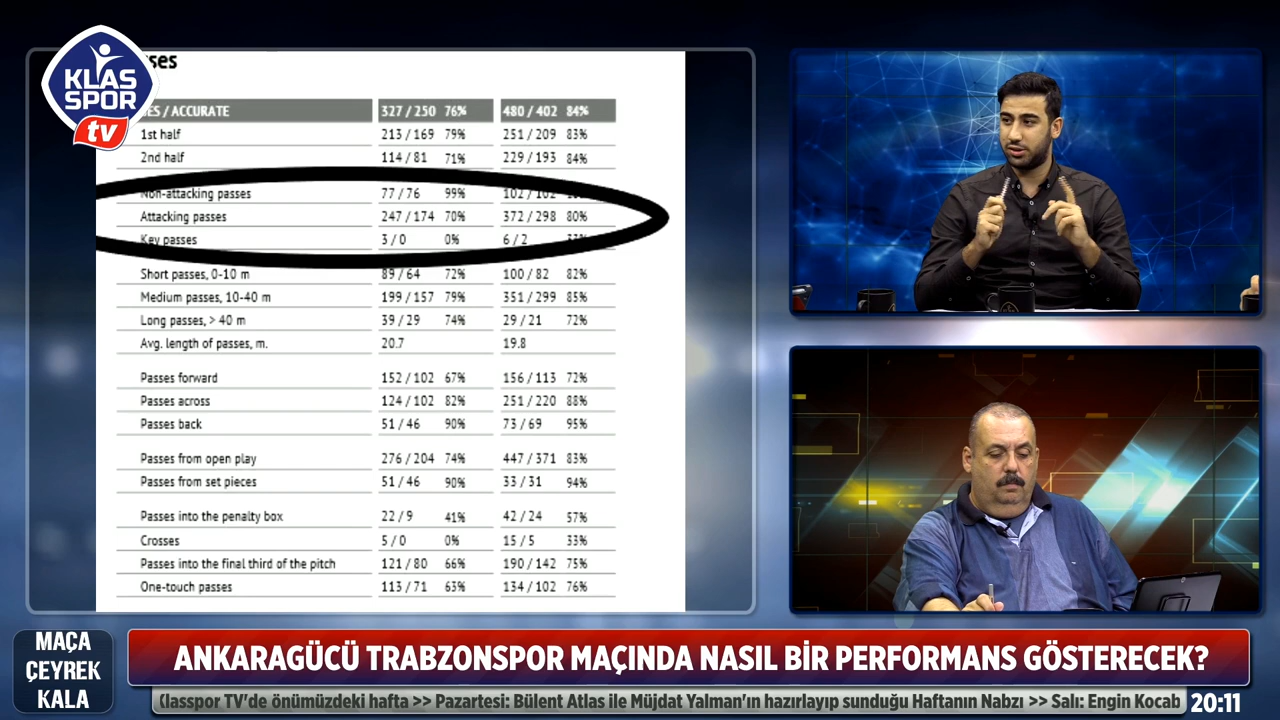 KLAS
SPOR
tv
sses
ES / ACCURATE 327 / 250 76% 480 / 402 84%
1st half 213 / 169 79% 251 / 209 83%
2nd half 114 / 81 71% 229 / 193 84%
Non-attacking passes 77 / 76 99% 102 / 102
Attacking passes 247 / 174 70% 372 / 298 80%
Key passes 3 / 0 0% 6 / 2 33%
Short passes, 0-10 m 89 / 64 72% 100 / 82 82%
Medium passes, 10-40 m 199 / 157 79% 351 / 299 85%
Long passes, > 40 m 39 / 29 74% 29 / 21 72%
Avg. length of passes, m. 20.7 19.8
Passes forward 152 / 102 67% 156 / 113 72%
Passes across 124 / 102 82% 251 / 220 88%
Passes back 51 / 46 90% 73 / 69 95%
Passes from open play 276 / 204 74% 447 / 371 83%
Passes from set pieces 51 / 46 90% 33 / 31 94%
Passes into the penalty box 22 / 9 41% 42 / 24 57%
Crosses 5 / 0 0% 15 / 5 33%
Passes into the final third of the pitch 121 / 80 66% 190 / 142 75%
One-touch passes 113 / 71 63% 134 / 102 76%
MAÇA
ÇEYREK
KALA
ANKARAGÜCÜ TRABZONSPOR MAÇINDA NASIL BİR PERFORMANS GÖSTERECEK?
Klasspor TV'de önümüzdeki hafta >> Pazartesi: Bülent Atlas ile Müjdat Yalman'ın hazırlayıp sunduğu Haftanın Nabzı >> Salı: Engin Kocab
20:11